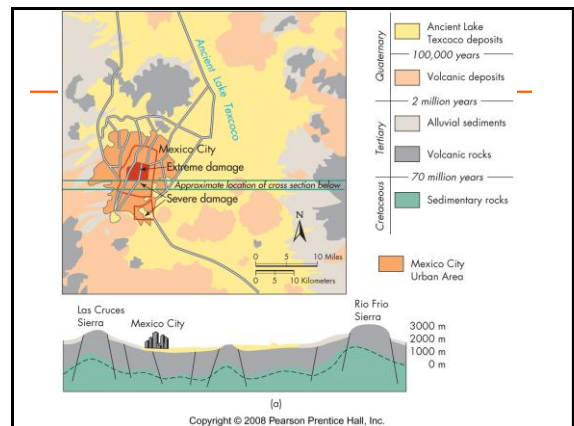 Ancient Lake
Texcoco
Mexico City
Extreme damage
Approximate location of cross section below
Severe damage
N
0 5 10 Miles
0 5 10 Kilometers
Quaternary
Tertiary
Cretaceous
Ancient Lake
Texcoco deposits
100,000 years
Volcanic deposits
2 million years
Alluvial sediments
Volcanic rocks
70 million years
Sedimentary rocks
Mexico City
Urban Area
Las Cruces
Sierra
Mexico City
Rio Frio
Sierra
3000 m
2000 m
1000 m
0 m
(a)
Copyright © 2008 Pearson Prentice Hall, Inc.